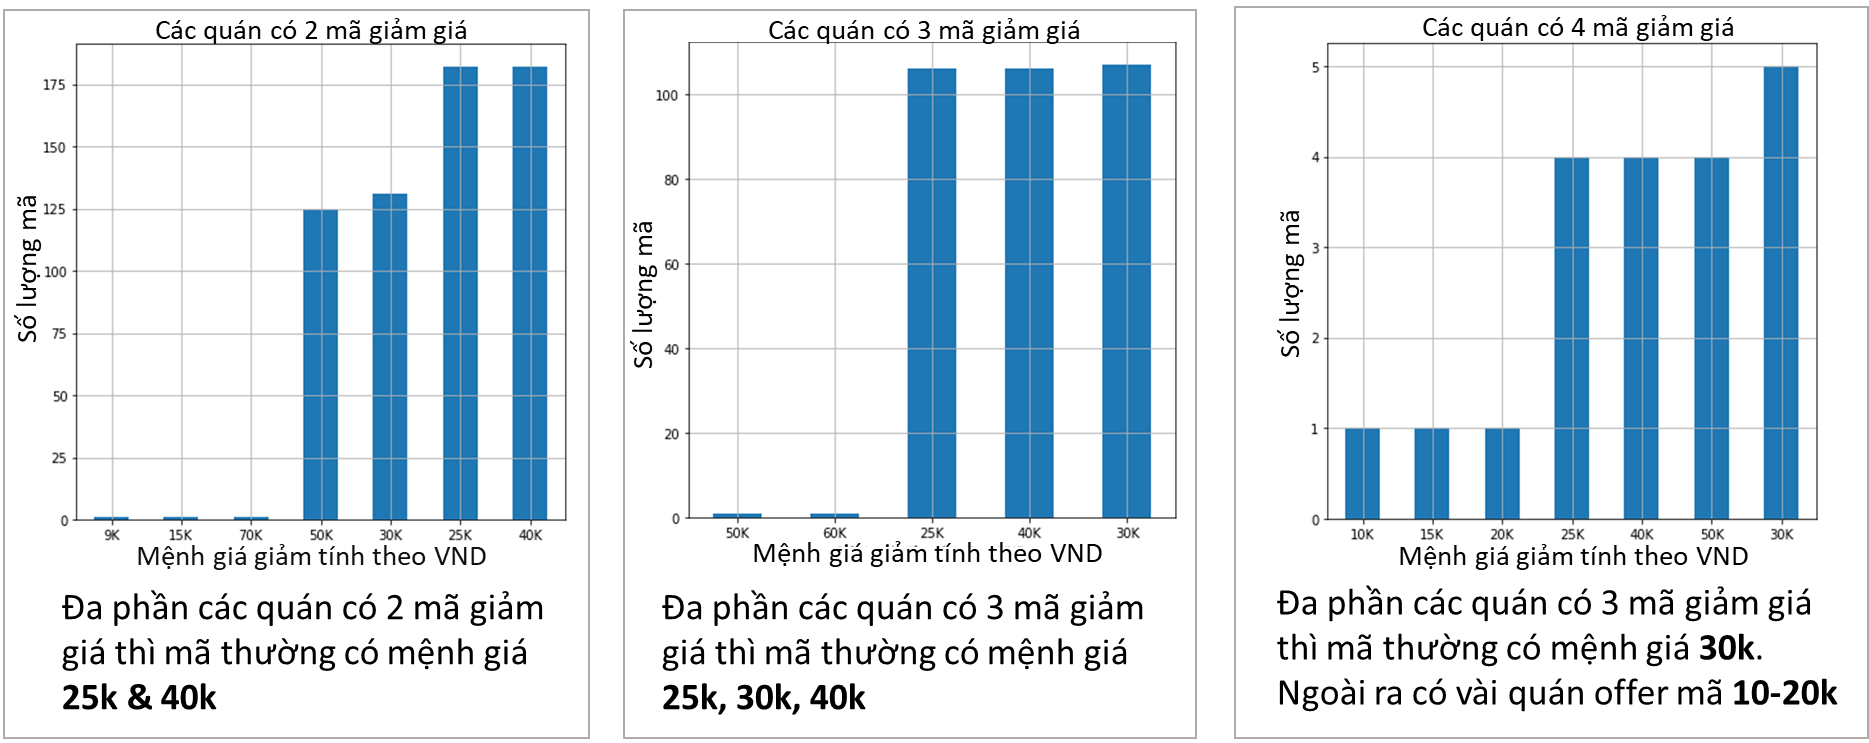 Các quán có 2 mã giảm giá
175
150
125
100
75
50
25
0
Số lượng mã
9K 15K 70K 50K 30K 25K 40K
Mệnh giá giảm tính theo VND
Đa phần các quán có 2 mã giảm
giá thì mã thường có mệnh giá
25k & 40k
Các quán có 3 mã giảm giá
100
80
60
40
20
0
Số lượng mã
50K 60K 25K 40K 30K
Mệnh giá giảm tính theo VND
Đa phần các quán có 3 mã giảm
giá thì mã thường có mệnh giá
25k, 30k, 40k
Các quán có 4 mã giảm giá
5
4
3
2
1
0
Số lượng mã
10K 15K 20K 25K 40K 50K 30K
Mệnh giá giảm tính theo VND
Đa phần các quán có 3 mã giảm giá
thì mã thường có mệnh giá 30k.
Ngoài ra có vài quán offer mã 10-20k